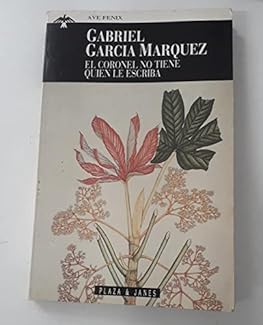 AVE FENIX
GABRIEL
GARCIA MARQUEZ
EL CORONEL NO TIENE
QUIEN LE ESCRIBA
PLAZA & JANES